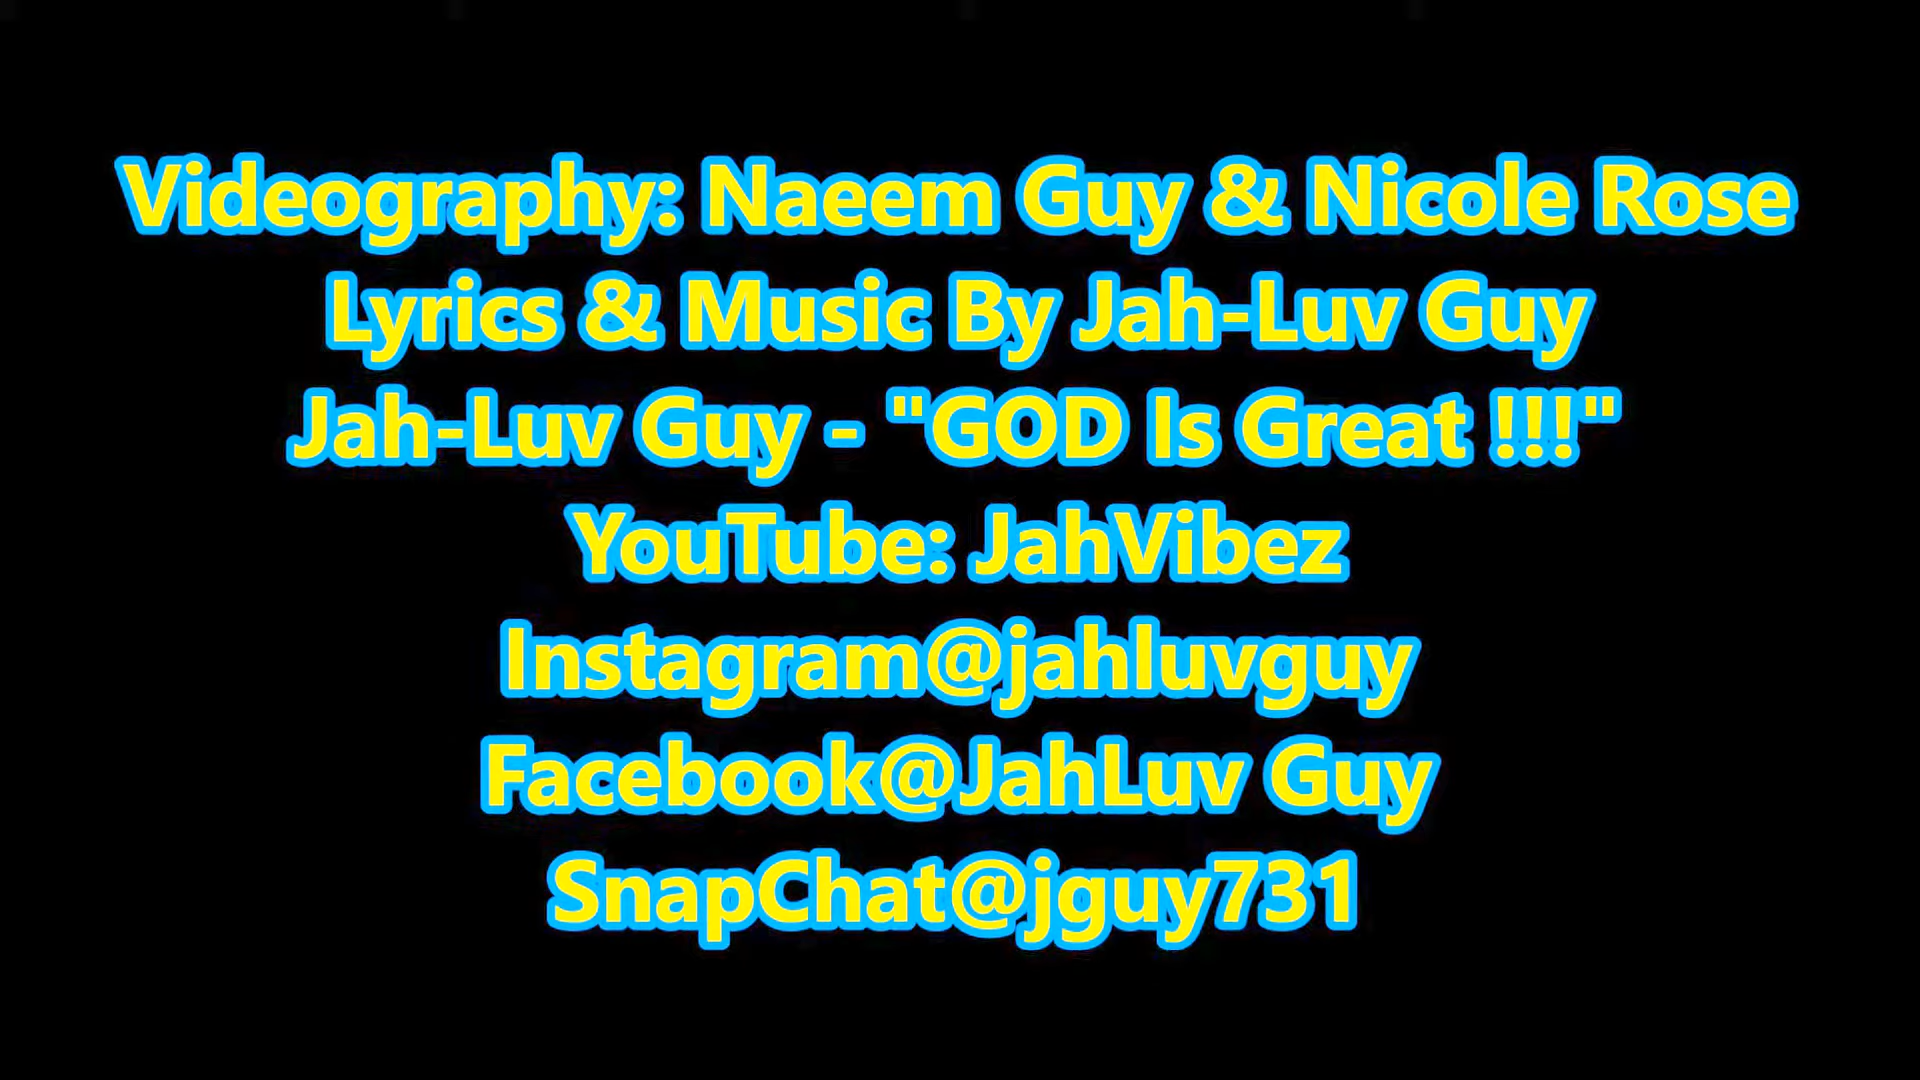 Videography: Naeem Guy & Nicole Rose
Lyrics & Music By Jah-Luv Guy
Jah-Luv Guy - "GOD Is Great !!!"
YouTube: JahVibez
Instagram@jahluvguy
Facebook@JahLuv Guy
SnapChat@jguy731